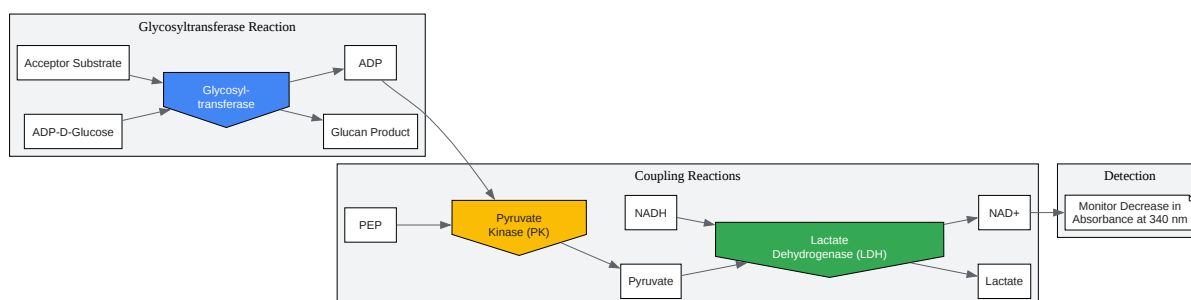 Glycosyltransferase Reaction
Acceptor Substrate
ADP
Glycosyl-
transferase
ADP-D-Glucose
Glucan Product
Coupling Reactions
PEP
Pyruvate
Kinase (PK)
NADH
Pyruvate
Lactate
Dehydrogenase (LDH)
NAD+
Lactate
Detection
Monitor Decrease in
Absorbance at 340 nm